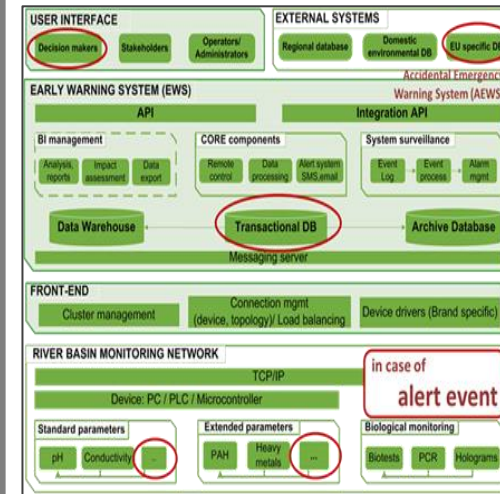 USER INTERFACE
Decision makers
Stakeholders
Operators/
Administrators
EXTERNAL SYSTEMS
Regional database
Domestic
environmental DB
EU specific DB
Accidental Emergency
Warning System (AEWS
EARLY WARNING SYSTEM (EWS)
API
Integration API
BI management
Analysis,
reports
Impact
assessment
Data
export
CORE components
Remote
control
Data
processing
Alert system
SMS,email
System surveillance
Event
Log
Event
process
Alarm
mgmt
Data Warehouse
Transactional DB
Archive Database
Messaging server
FRONT-END
Cluster management
Connection mgmt
(device, topology)/ Load balancing
Device drivers (Brand specific)
RIVER BASIN MONITORING NETWORK
TCP/IP
Device: PC / PLC / Microcontroller
in case of
alert event
Standard parameters
pH
Conductivity
..
Extended parameters
PAH
Heavy
metals
...
Biological monitoring
Biotests
PCR
Holograms